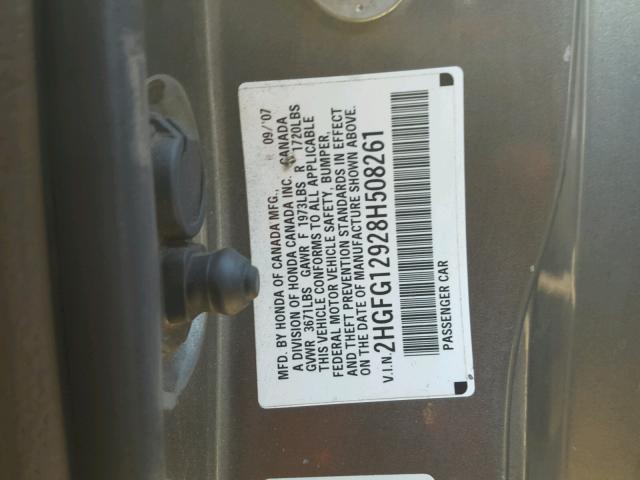 MFD. BY HONDA OF CANADA MFG., 09/'07
A DIVISION OF HONDA CANADA INC. CANADA
GVWR 3671LBS GAWR F 1973LBS R 1720LBS
THIS VEHICLE CONFORMS TO ALL APPLICABLE
FEDERAL MOTOR VEHICLE SAFETY, BUMPER,
AND THEFT PREVENTION STANDARDS IN EFFECT
ON THE DATE OF MANUFACTURE SHOWN ABOVE.
V.I.N. 2HGFG12928H508261
PASSENGER CAR